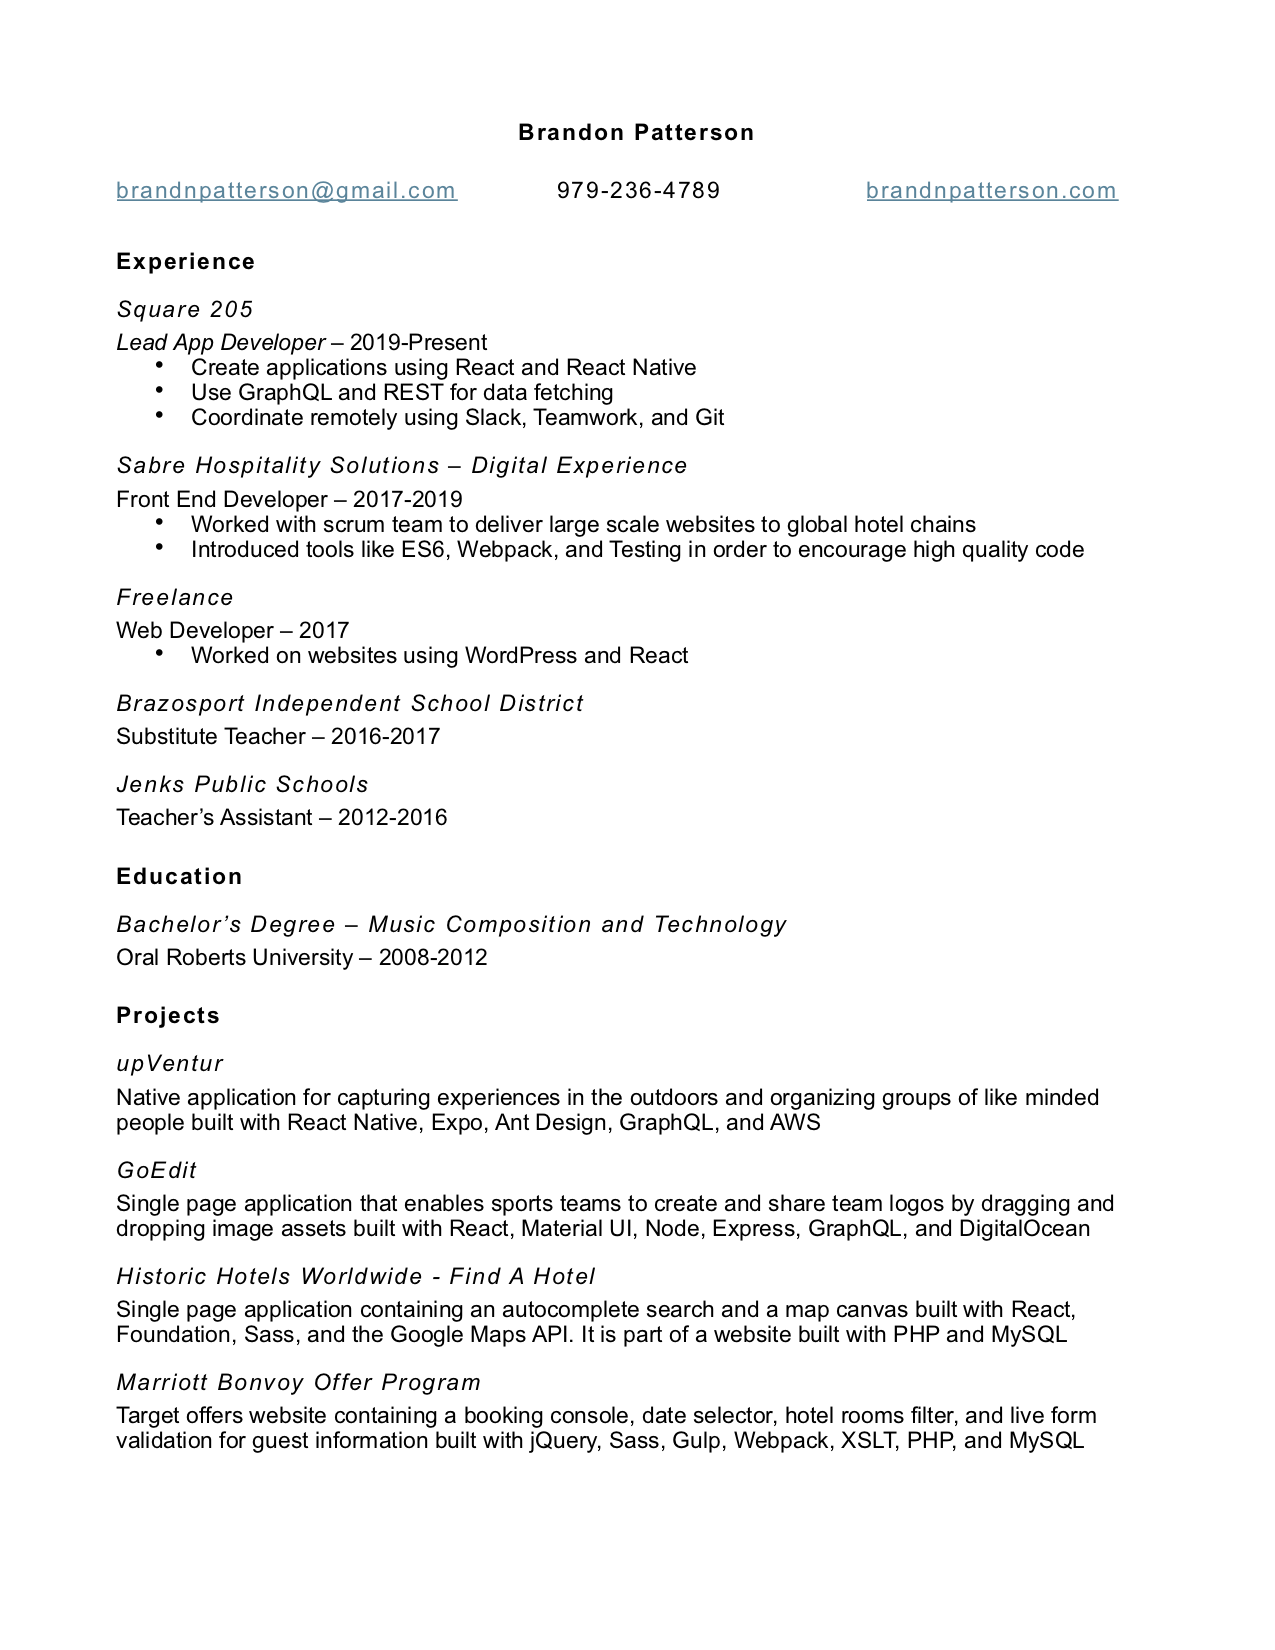 Brandon Patterson
brandnpatterson@gmail.com 979-236-4789 brandnpatterson.com
Experience
Square 205
Lead App Developer – 2019-Present
• Create applications using React and React Native
• Use GraphQL and REST for data fetching
• Coordinate remotely using Slack, Teamwork, and Git
Sabre Hospitality Solutions – Digital Experience
Front End Developer – 2017-2019
• Worked with scrum team to deliver large scale websites to global hotel chains
• Introduced tools like ES6, Webpack, and Testing in order to encourage high quality code
Freelance
Web Developer – 2017
• Worked on websites using WordPress and React
Brazosport Independent School District
Substitute Teacher – 2016-2017
Jenks Public Schools
Teacher’s Assistant – 2012-2016
Education
Bachelor’s Degree – Music Composition and Technology
Oral Roberts University – 2008-2012
Projects
upVentur
Native application for capturing experiences in the outdoors and organizing groups of like minded
people built with React Native, Expo, Ant Design, GraphQL, and AWS
GoEdit
Single page application that enables sports teams to create and share team logos by dragging and
dropping image assets built with React, Material UI, Node, Express, GraphQL, and DigitalOcean
Historic Hotels Worldwide - Find A Hotel
Single page application containing an autocomplete search and a map canvas built with React,
Foundation, Sass, and the Google Maps API. It is part of a website built with PHP and MySQL
Marriott Bonvoy Offer Program
Target offers website containing a booking console, date selector, hotel rooms filter, and live form
validation for guest information built with jQuery, Sass, Gulp, Webpack, XSLT, PHP, and MySQL